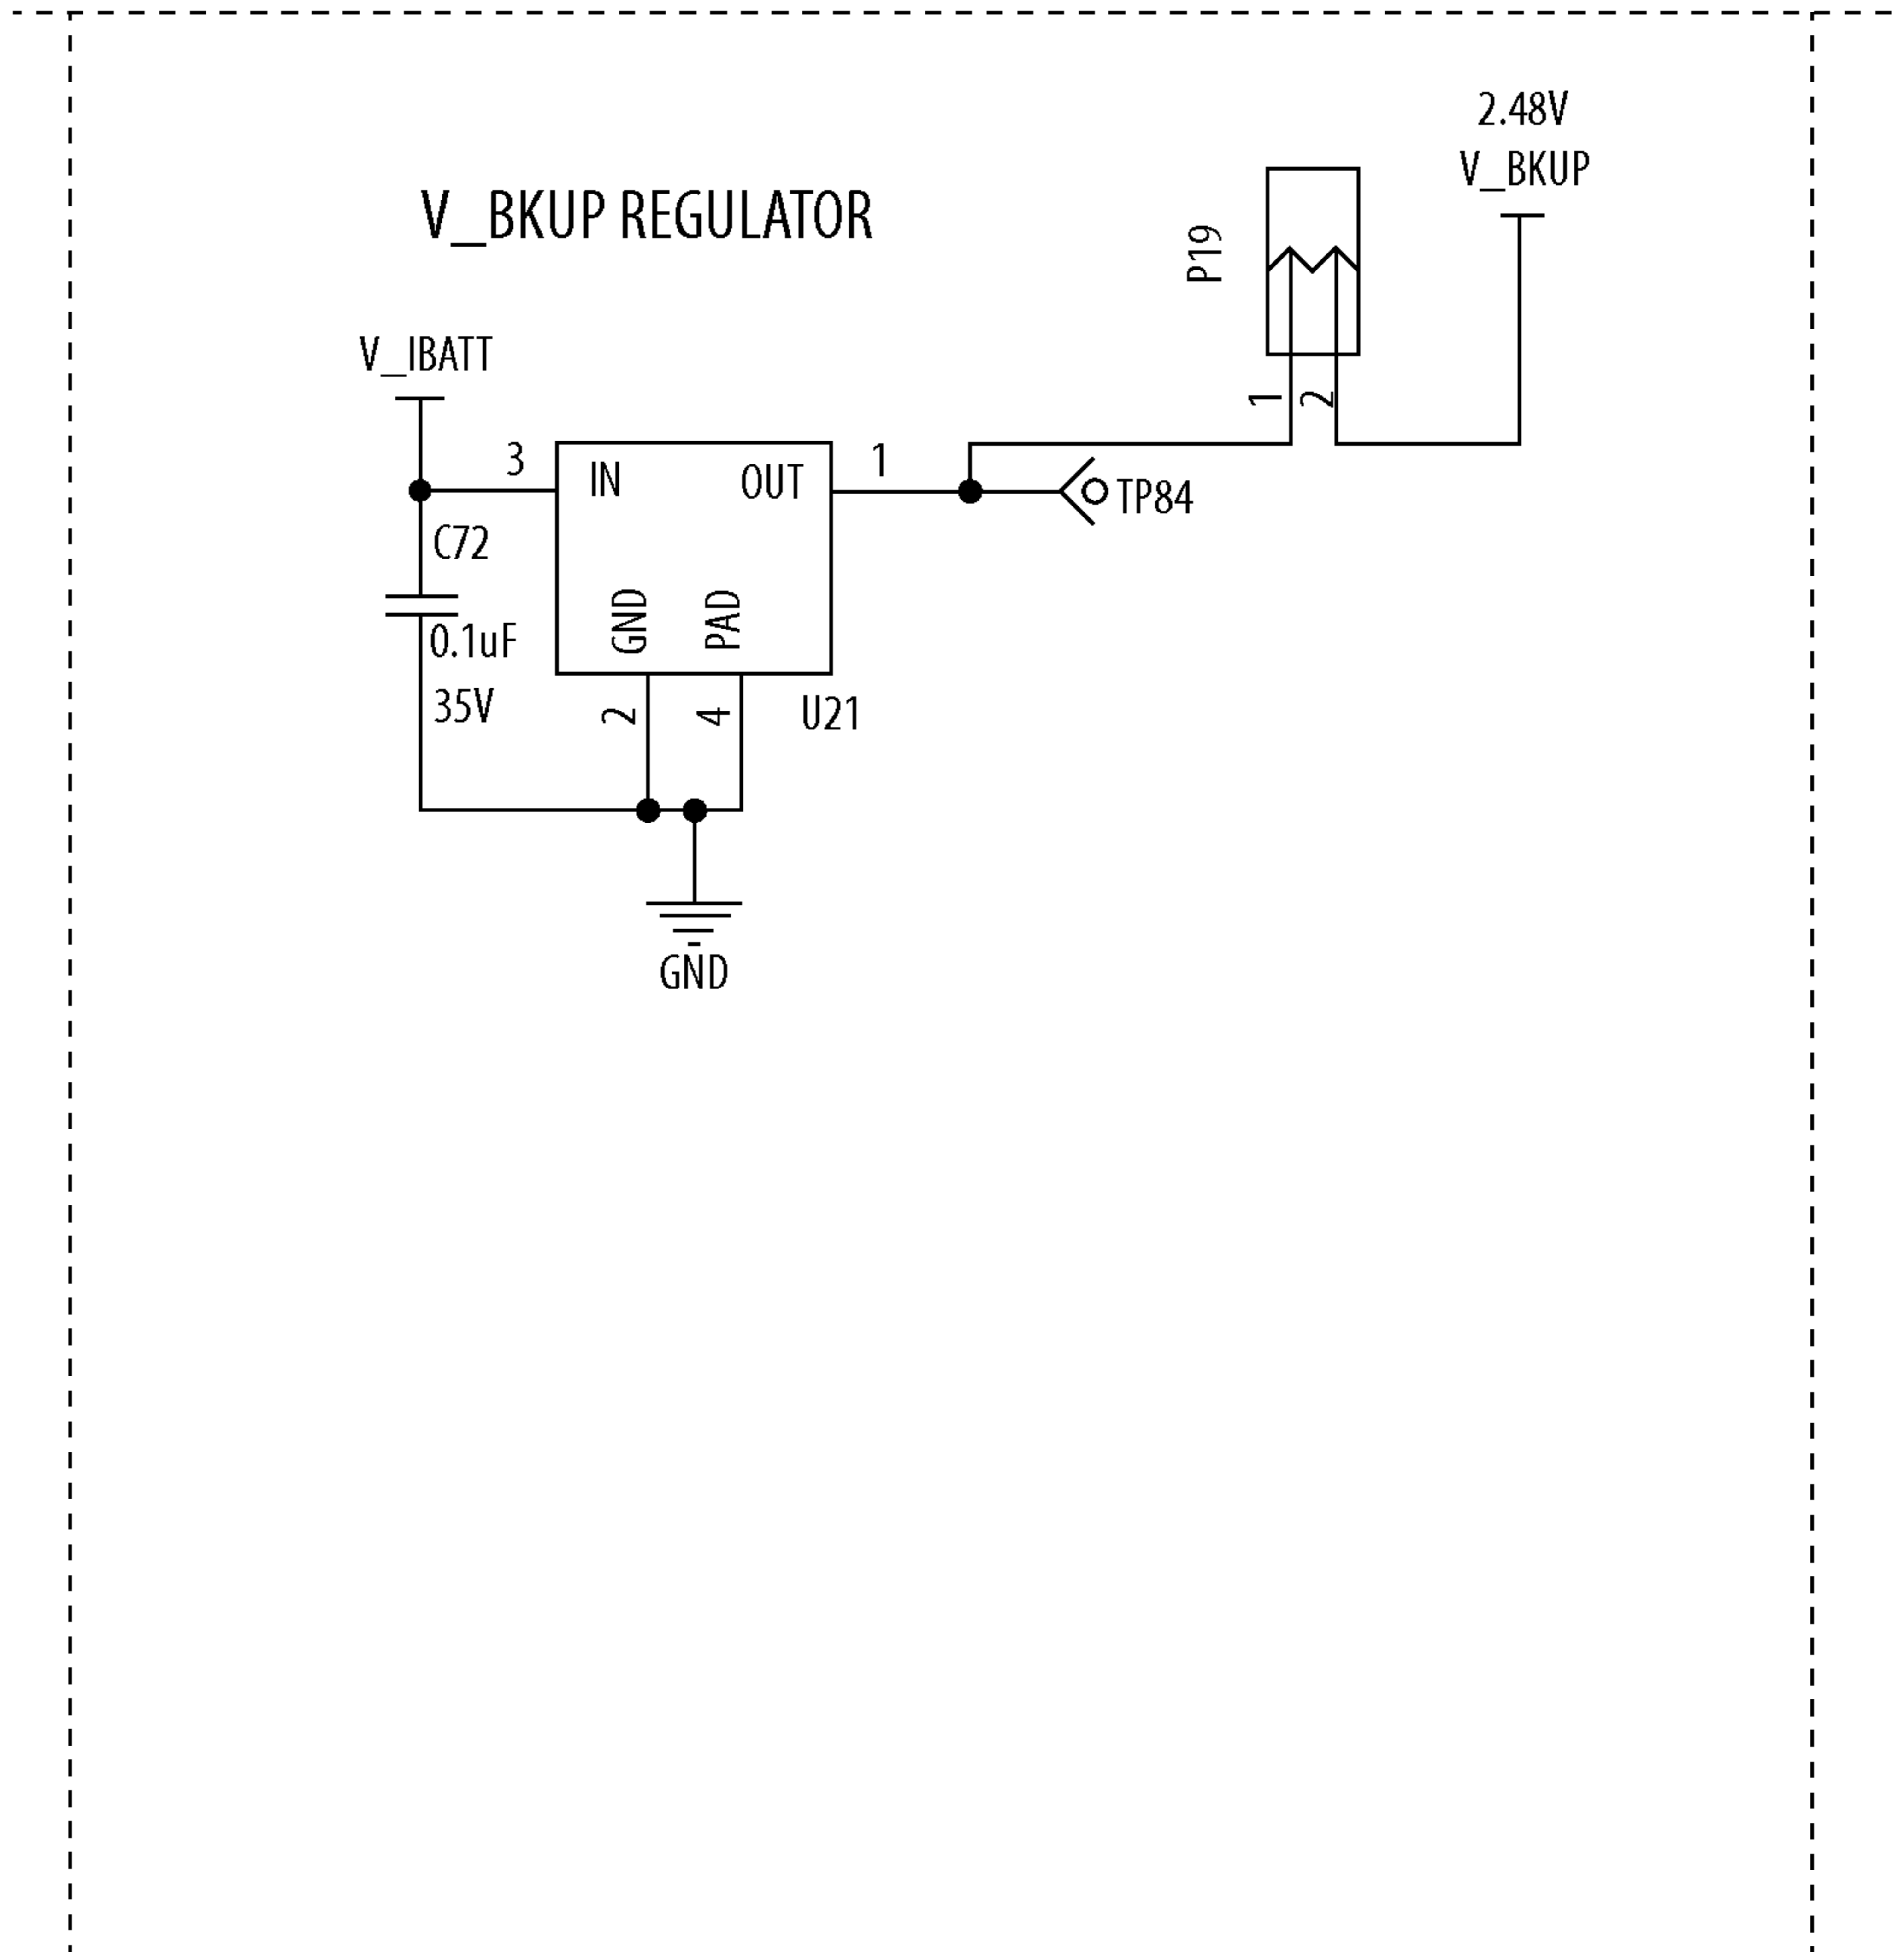 2.48V
V_BKUP
V_BKUP REGULATOR
P19
V_IBATT
1
2
3
IN
OUT
1
TP84
C72
GND
PAD
0.1uF
35V
2
4
U21
GND